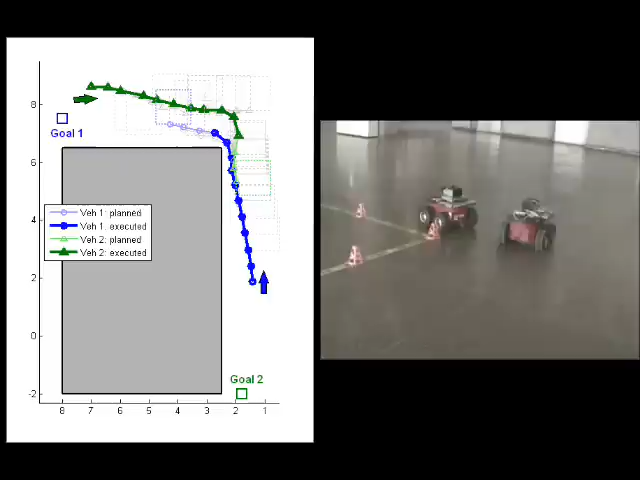 8
Goal 1
6
Veh 1: planned
4
Veh 1: executed
Veh 2: planned
Veh 2: executed
2
0
Goal 2
-2
8 7 6 5 4 3 2 1